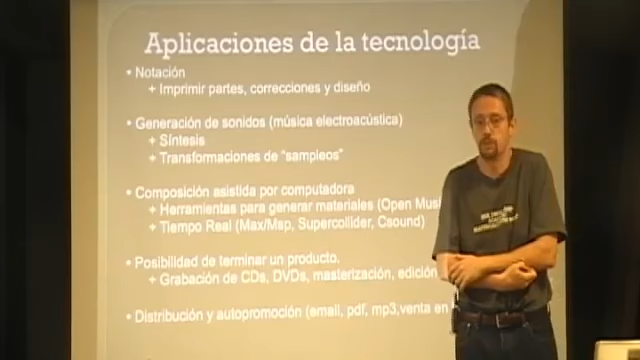 Aplicaciones de la tecnología
• Notación
+ Imprimir partes, correcciones y diseño
• Generación de sonidos (música electroacústica)
+ Síntesis
+ Transformaciones de "sampleos"
• Composición asistida por computadora
+ Herramientas para generar materiales (Open Mus
+ Tiempo Real (Max/Msp, Supercollider, Csound)
• Posibilidad de terminar un producto.
+ Grabación de CDs, DVDs, masterización, edición
• Distribución y autopromoción (email, pdf, mp3,venta en